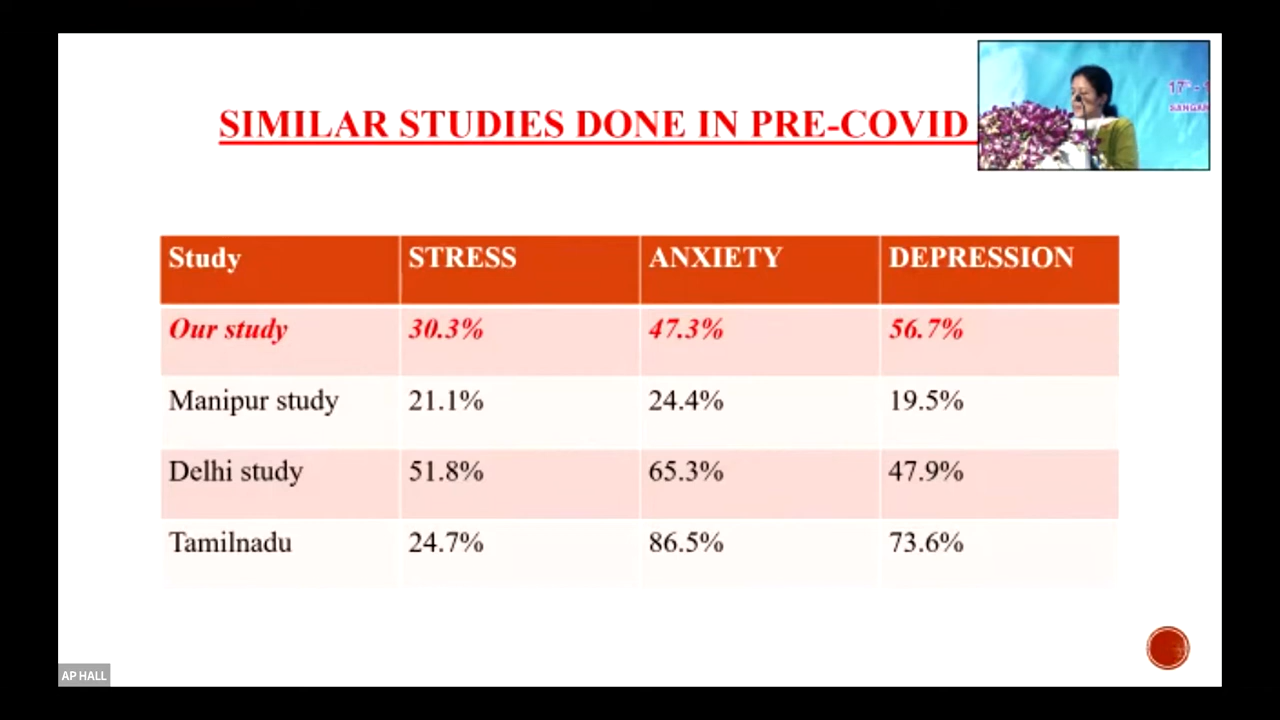 SIMILAR STUDIES DONE IN PRE-COVID
17th -
SANGAR
Study STRESS ANXIETY DEPRESSION
Our study 30.3% 47.3% 56.7%
Manipur study 21.1% 24.4% 19.5%
Delhi study 51.8% 65.3% 47.9%
Tamilnadu 24.7% 86.5% 73.6%
AP HALL